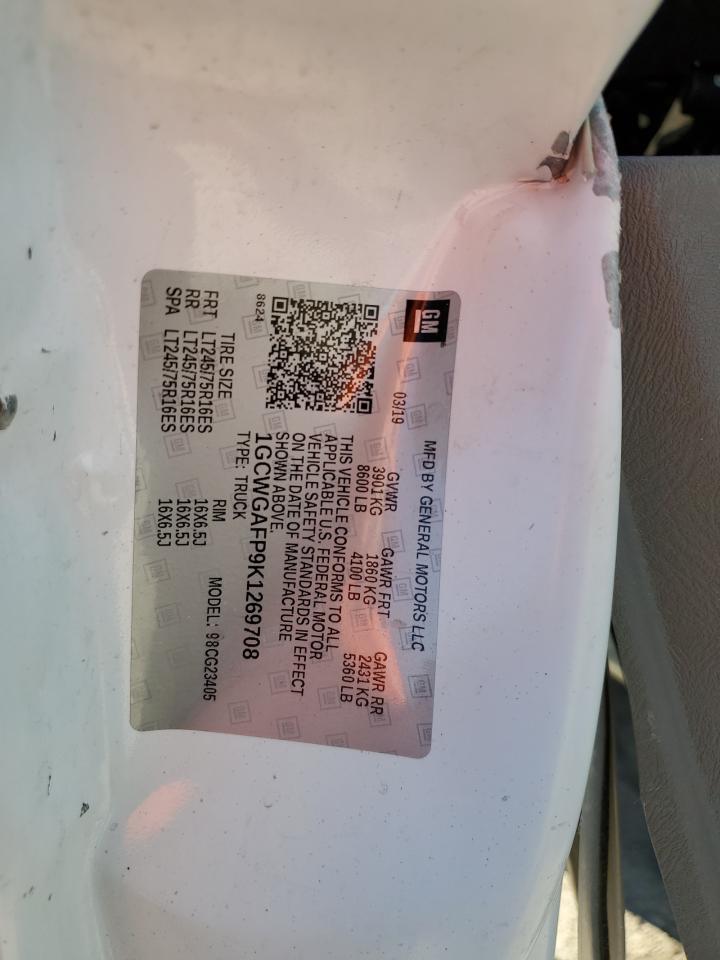 GM
MFD BY GENERAL MOTORS LLC
03/19
GVWR GAWR FRT GAWR RR
3901 KG 1860 KG 2431 KG
8600 LB 4100 LB 5360 LB
THIS VEHICLE CONFORMS TO ALL
APPLICABLE U.S. FEDERAL MOTOR
VEHICLE SAFETY STANDARDS IN EFFECT
ON THE DATE OF MANUFACTURE
SHOWN ABOVE.
8624
1GCWGAFP9K1269708
TYPE: TRUCK
MODEL: 98CG23405
TIRE SIZE RIM
FRT LT245/75R16ES 16X6.5J
RR LT245/75R16ES 16X6.5J
SPA LT245/75R16ES 16X6.5J